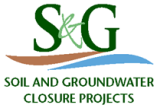 S&G
SOIL AND GROUNDWATER
CLOSURE PROJECTS